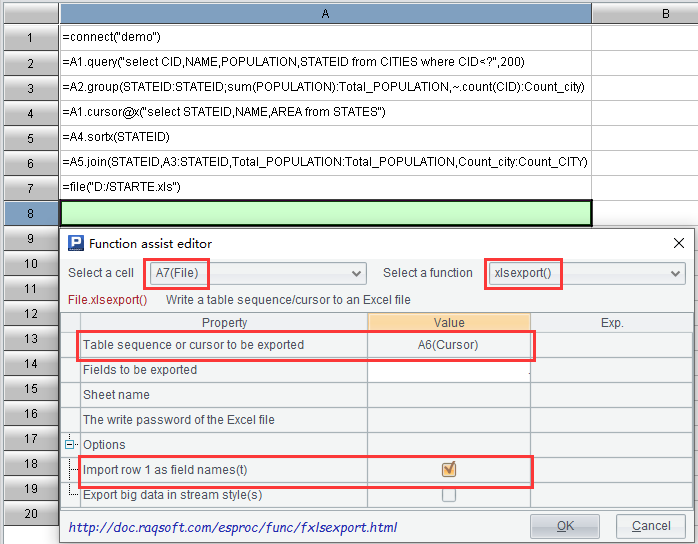 A B
1 =connect("demo")
2 =A1.query("select CID,NAME,POPULATION,STATEID from CITIES where CID<?",200)
3 =A2.group(STATEID:STATEID;sum(POPULATION):Total_POPULATION,~.count(CID):Count_city)
4 =A1.cursor@x("select STATEID,NAME,AREA from STATES")
5 =A4.sortx(STATEID)
6 =A5.join(STATEID,A3:STATEID,Total_POPULATION:Total_POPULATION,Count_city:Count_CITY)
7 =file("D:/STARTE.xls")
8
9 Function assist editor
10 Select a cell A7(File) Select a function xlsexport()
11 File.xlsexport() Write a table sequence/cursor to an Excel file
12 Property Value Exp.
13 Table sequence or cursor to be exported A6(Cursor)
14 Fields to be exported
15 Sheet name
16 The write password of the Excel file
17 Options
18 Import row 1 as field names(t)
19 Export big data in stream style(s)
20 http://doc.raqsoft.com/esproc/func/fxlsexport.html OK Cancel